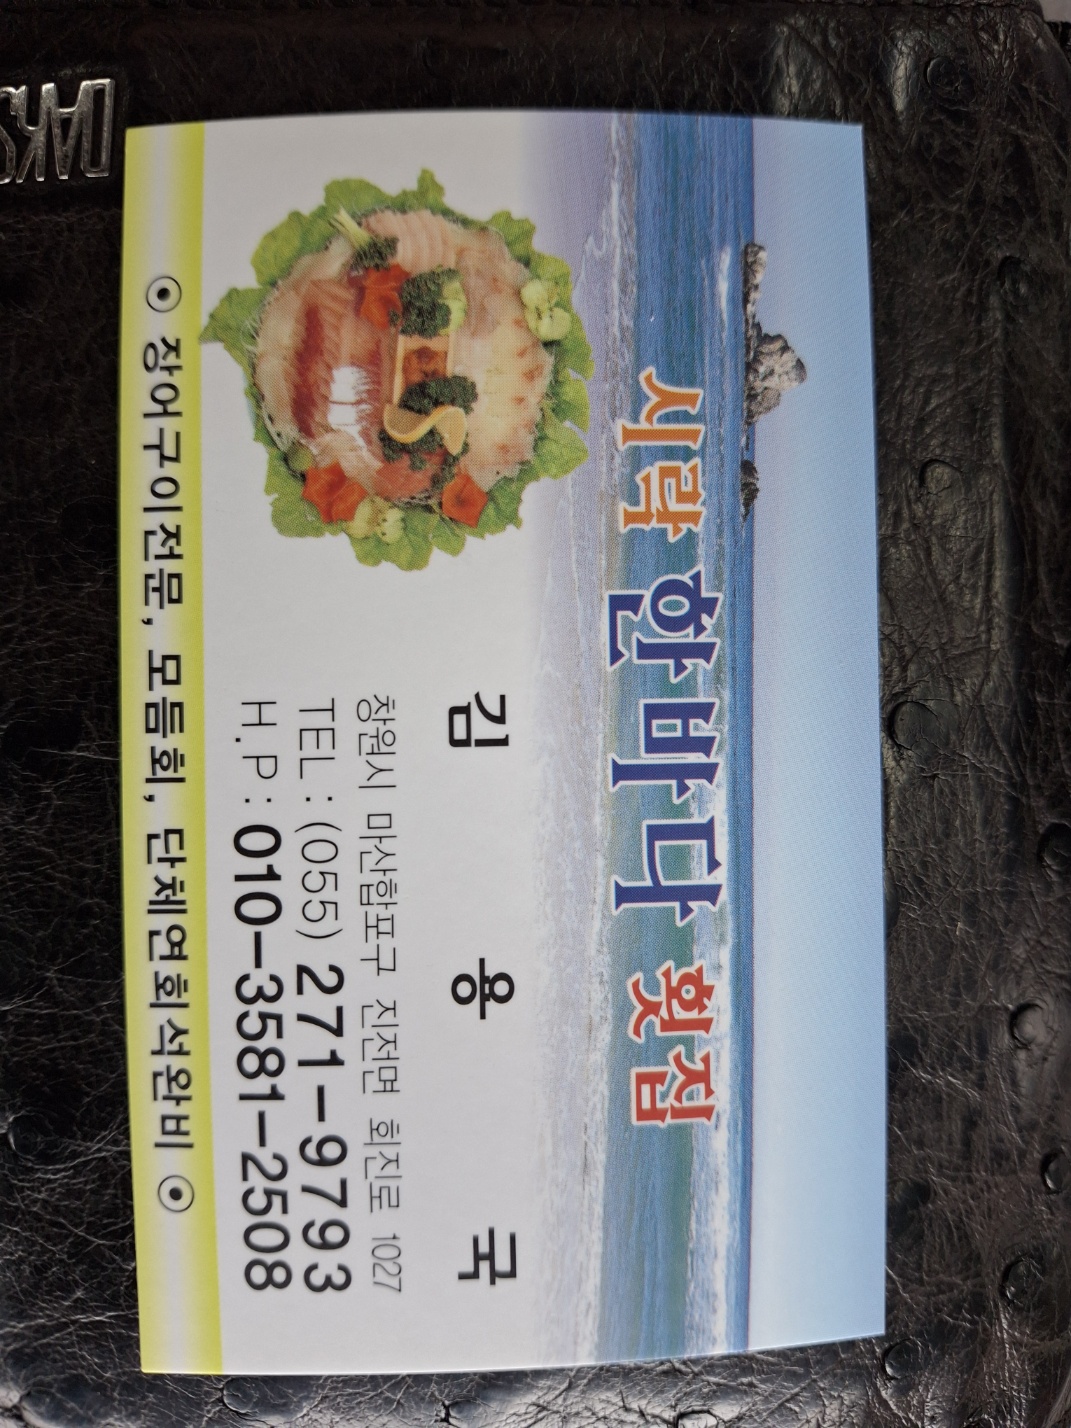 시락 한바다 횟집
김 용 국
창원시 마산합포구 진전면 회진로 1027
TEL : (055) 271-9793
H.P : 010-3581-2508
⊙ 장어구이전문, 모듬회, 단체연회석완비 ⊙
DAKS